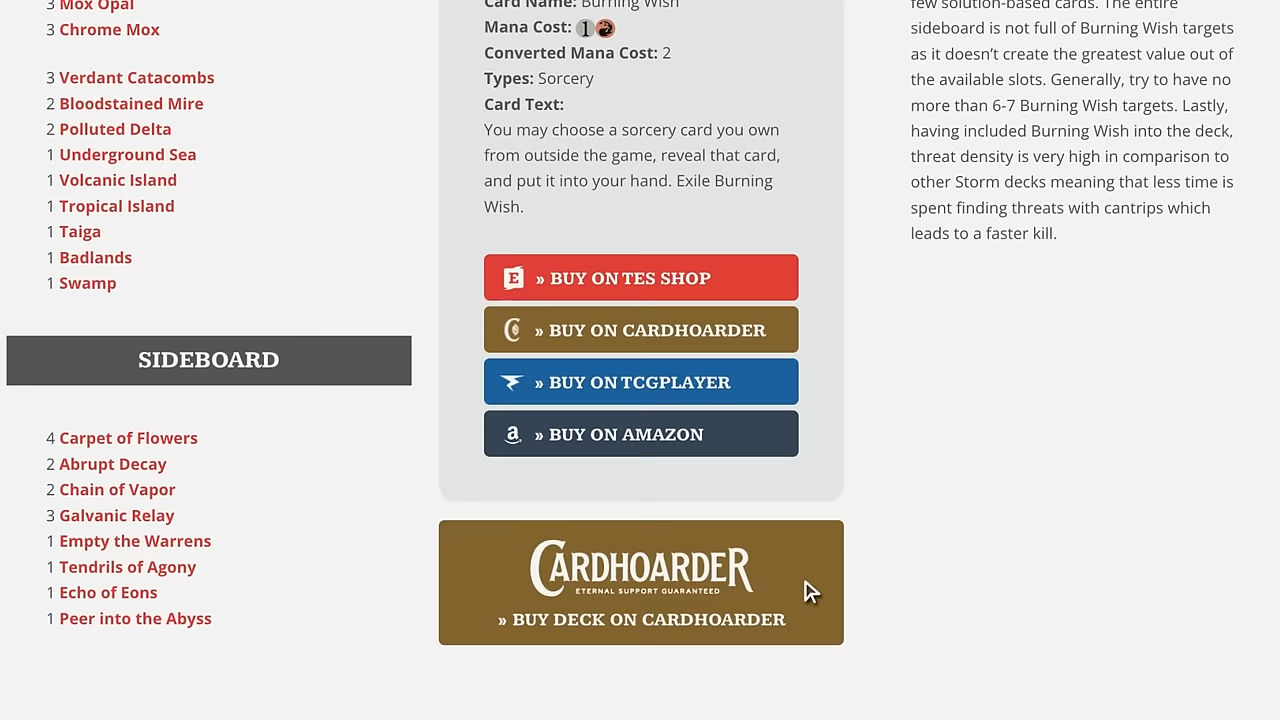 3 Mox Opal
3 Chrome Mox
3 Verdant Catacombs
2 Bloodstained Mire
2 Polluted Delta
1 Underground Sea
1 Volcanic Island
1 Tropical Island
1 Taiga
1 Badlands
1 Swamp
SIDEBOARD
4 Carpet of Flowers
2 Abrupt Decay
2 Chain of Vapor
3 Galvanic Relay
1 Empty the Warrens
1 Tendrils of Agony
1 Echo of Eons
1 Peer into the Abyss
Card Name: Burning Wish
Mana Cost: 1
Converted Mana Cost: 2
Types: Sorcery
Card Text:
You may choose a sorcery card you own
from outside the game, reveal that card,
and put it into your hand. Exile Burning
Wish.
E » BUY ON TES SHOP
» BUY ON CARDHOARDER
» BUY ON TCGPLAYER
a » BUY ON AMAZON
CARDHOARDER
ETERNAL SUPPORT GUARANTEED
» BUY DECK ON CARDHOARDER
few solution-based cards. The entire
sideboard is not full of Burning Wish targets
as it doesn’t create the greatest value out of
the available slots. Generally, try to have no
more than 6-7 Burning Wish targets. Lastly,
having included Burning Wish into the deck,
threat density is very high in comparison to
other Storm decks meaning that less time is
spent finding threats with cantrips which
leads to a faster kill.